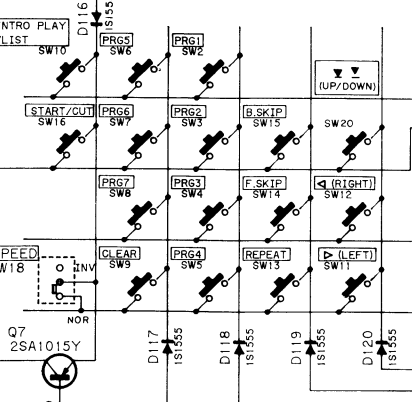 D116
1S1555
NTRO PLAY
/LIST
SW10
PRG5
SW6
PRG1
SW2
(UP/DOWN)
START/CUT
SW16
PRG6
SW7
PRG2
SW3
B.SKIP
SW15
SW20
PRG7
SW8
PRG3
SW4
F.SKIP
SW14
◁ (RIGHT)
SW12
PEED
W18
INV
NOR
CLEAR
SW9
PRG4
SW5
REPEAT
SW13
▷ (LEFT)
SW11
Q7
2SA1015Y
D117
1S1555
D118
1S1555
D119
1S1555
D120
1S1555